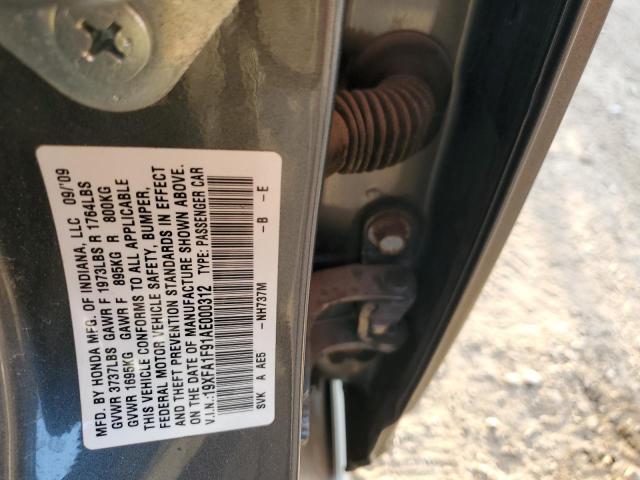 MFD. BY HONDA MFG. OF INDIANA, LLC 09/'09
GVWR 3737LBS GAWR F 1973LBS R 1764LBS
GVWR 1695KG GAWR F 895KG R 800KG
THIS VEHICLE CONFORMS TO ALL APPLICABLE
FEDERAL MOTOR VEHICLE SAFETY, BUMPER,
AND THEFT PREVENTION STANDARDS IN EFFECT
ON THE DATE OF MANUFACTURE SHOWN ABOVE.
V.I.N.:19XFA1F91AE000312 TYPE: PASSENGER CAR
SVK A AE5 -NH737M -B -E